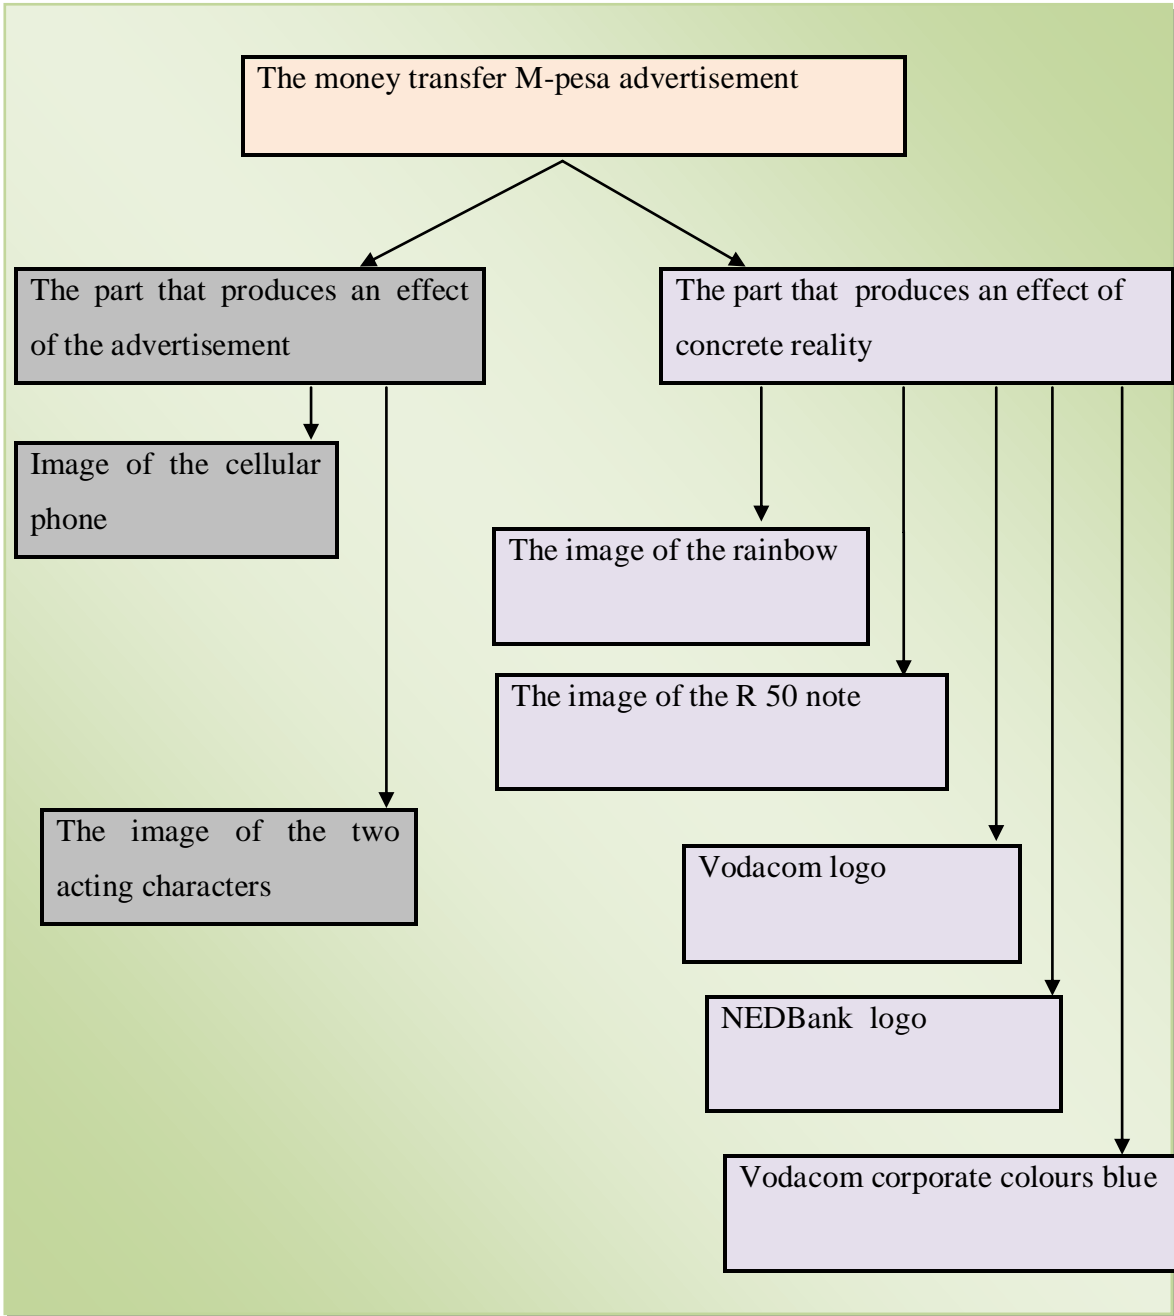 The money transfer M-pesa advertisement
The part that produces an effect
of the advertisement
The part that produces an effect of
concrete reality
Image of the cellular
phone
The image of the rainbow
The image of the R 50 note
The image of the two
acting characters
Vodacom logo
NEDBank logo
Vodacom corporate colours blue